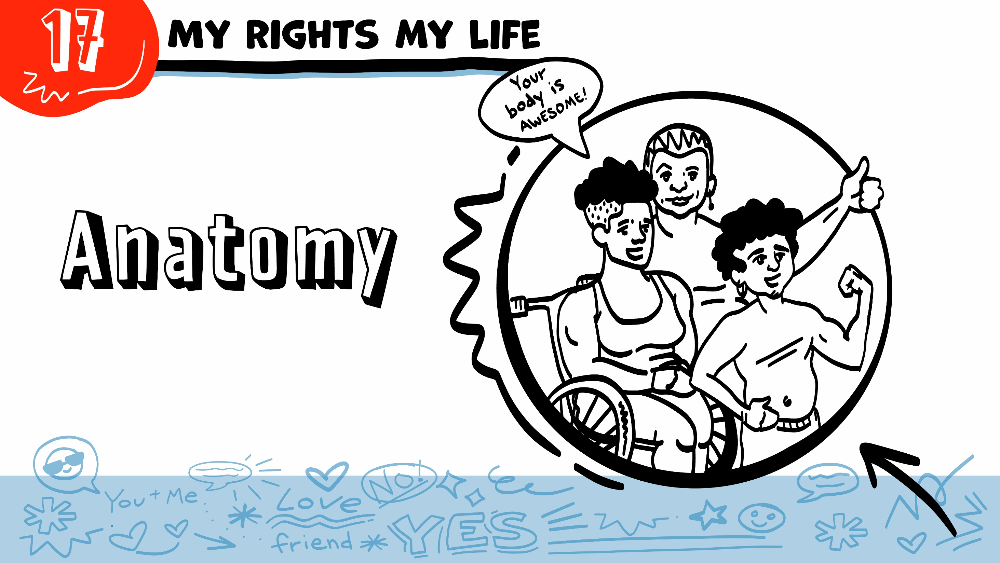 17
MY RIGHTS MY LIFE
Your
body is
AWESOME!
Anatomy
You + Me
Love
NO!
friend
YES